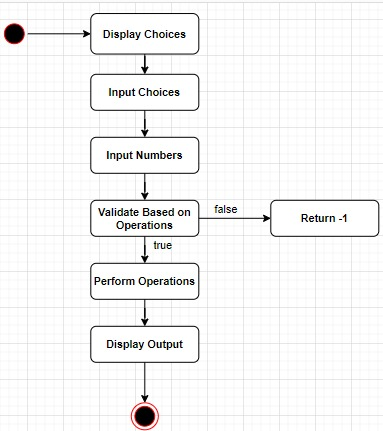 Display Choices
Input Choices
Input Numbers
Validate Based on
Operations
false
Return -1
true
Perform Operations
Display Output